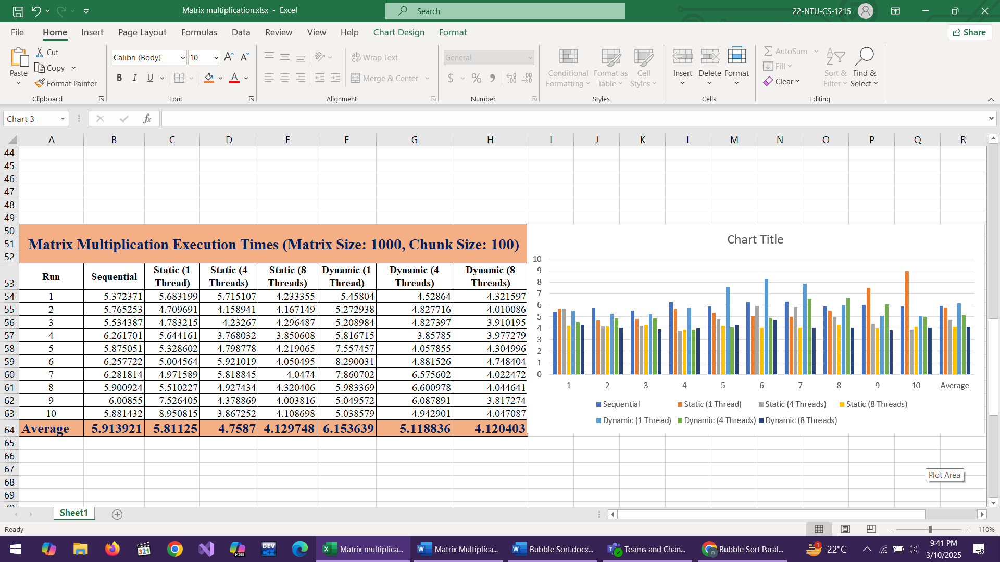 Matrix multiplication.xlsx - Excel
Search
22-NTU-CS-1215
File Home Insert Page Layout Formulas Data Review View Help Chart Design Format
Share
Paste
Cut
Copy
Format Painter
Clipboard
Calibri (Body) 10
B I U
Font
Wrap Text
Merge & Center
Alignment
General
$ % ,
Number
Conditional Formatting
Format as Table
Cell Styles
Styles
Insert Delete Format
Cells
AutoSum
Fill
Clear
Sort & Filter
Find & Select
Editing
Chart 3
fx
A B C D E F G H I J K L M N O P Q R
44
45
46
47
48
49
50
51
52
Matrix Multiplication Execution Times (Matrix Size: 1000, Chunk Size: 100)
53 Run Sequential Static (1 Thread) Static (4 Threads) Static (8 Threads) Dynamic (1 Thread) Dynamic (4 Threads) Dynamic (8 Threads)
54 1 5.372371 5.683199 5.715107 4.233355 5.45804 4.52864 4.321597
55 2 5.765253 4.709691 4.158941 4.167149 5.272938 4.827716 4.010086
56 3 5.534387 4.783215 4.23267 4.296487 5.208984 4.827397 3.910195
57 4 6.261701 5.644161 3.768032 3.850608 5.816715 3.85785 3.977279
58 5 5.875051 5.328602 4.798778 4.219065 7.557457 4.057855 4.304996
59 6 6.257722 5.004564 5.921019 4.050495 8.290031 4.881526 4.748404
60 7 6.281814 4.971589 5.818845 4.0474 7.860702 6.575602 4.022472
61 8 5.900924 5.510227 4.927434 4.320406 5.983369 6.600978 4.044641
62 9 6.00855 7.526405 4.378869 4.003816 5.049572 6.087891 3.817274
63 10 5.881432 8.950815 3.867252 4.108698 5.038579 4.942901 4.047087
64 Average 5.913921 5.81125 4.7587 4.129748 6.153639 5.118836 4.120403
65
66
67
68
69
Chart Title
10
9
8
7
6
5
4
3
2
1
0
1 2 3 4 5 6 7 8 9 10 Average
Sequential Static (1 Thread) Static (4 Threads) Static (8 Threads)
Dynamic (1 Thread) Dynamic (4 Threads) Dynamic (8 Threads)
Plot Area
Sheet1
Ready
110%
Matrix multiplica...
Matrix Multiplica...
Bubble Sort.docx...
Teams and Chan...
Bubble Sort Paral...
1
22°C
9:41 PM
3/10/2025